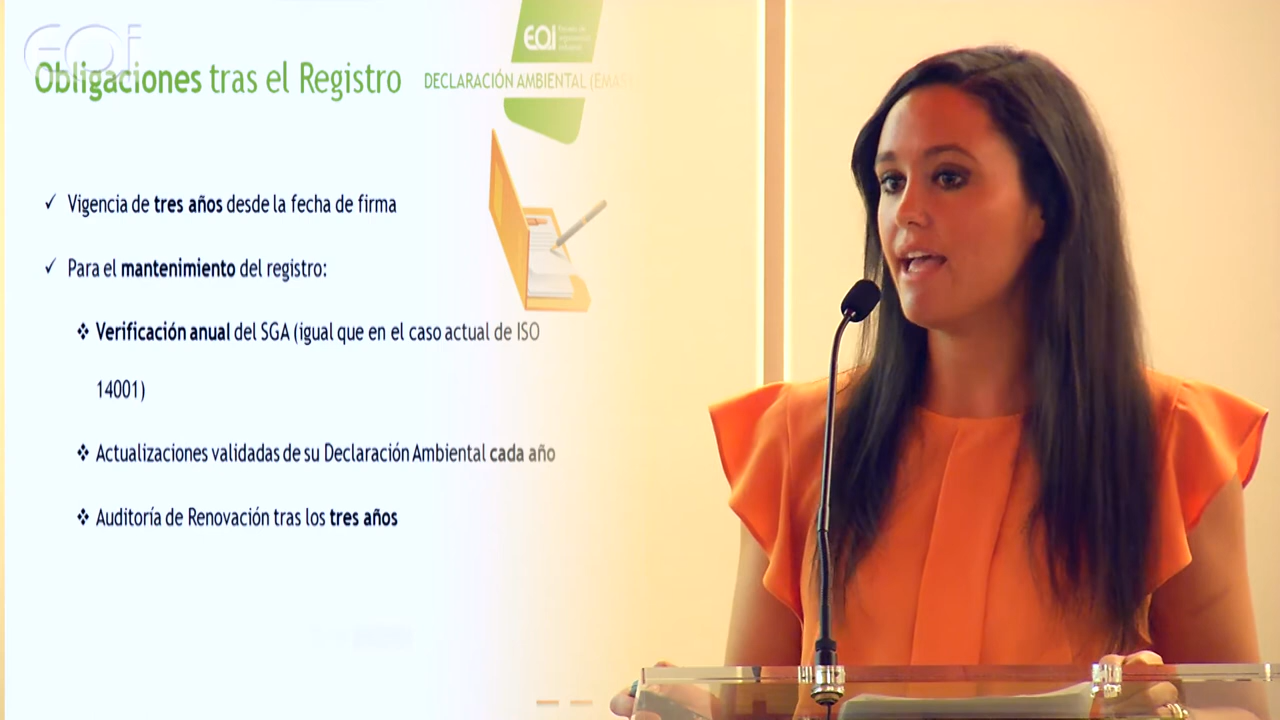 EOI
EOI
Obligaciones tras el Registro
DECLARACIÓN AMBIENTAL (EMAS
✓ Vigencia de tres años desde la fecha de firma
✓ Para el mantenimiento del registro:
❖ Verificación anual del SGA (igual que en el caso actual de ISO
14001)
❖ Actualizaciones validadas de su Declaración Ambiental cada año
❖ Auditoría de Renovación tras los tres años